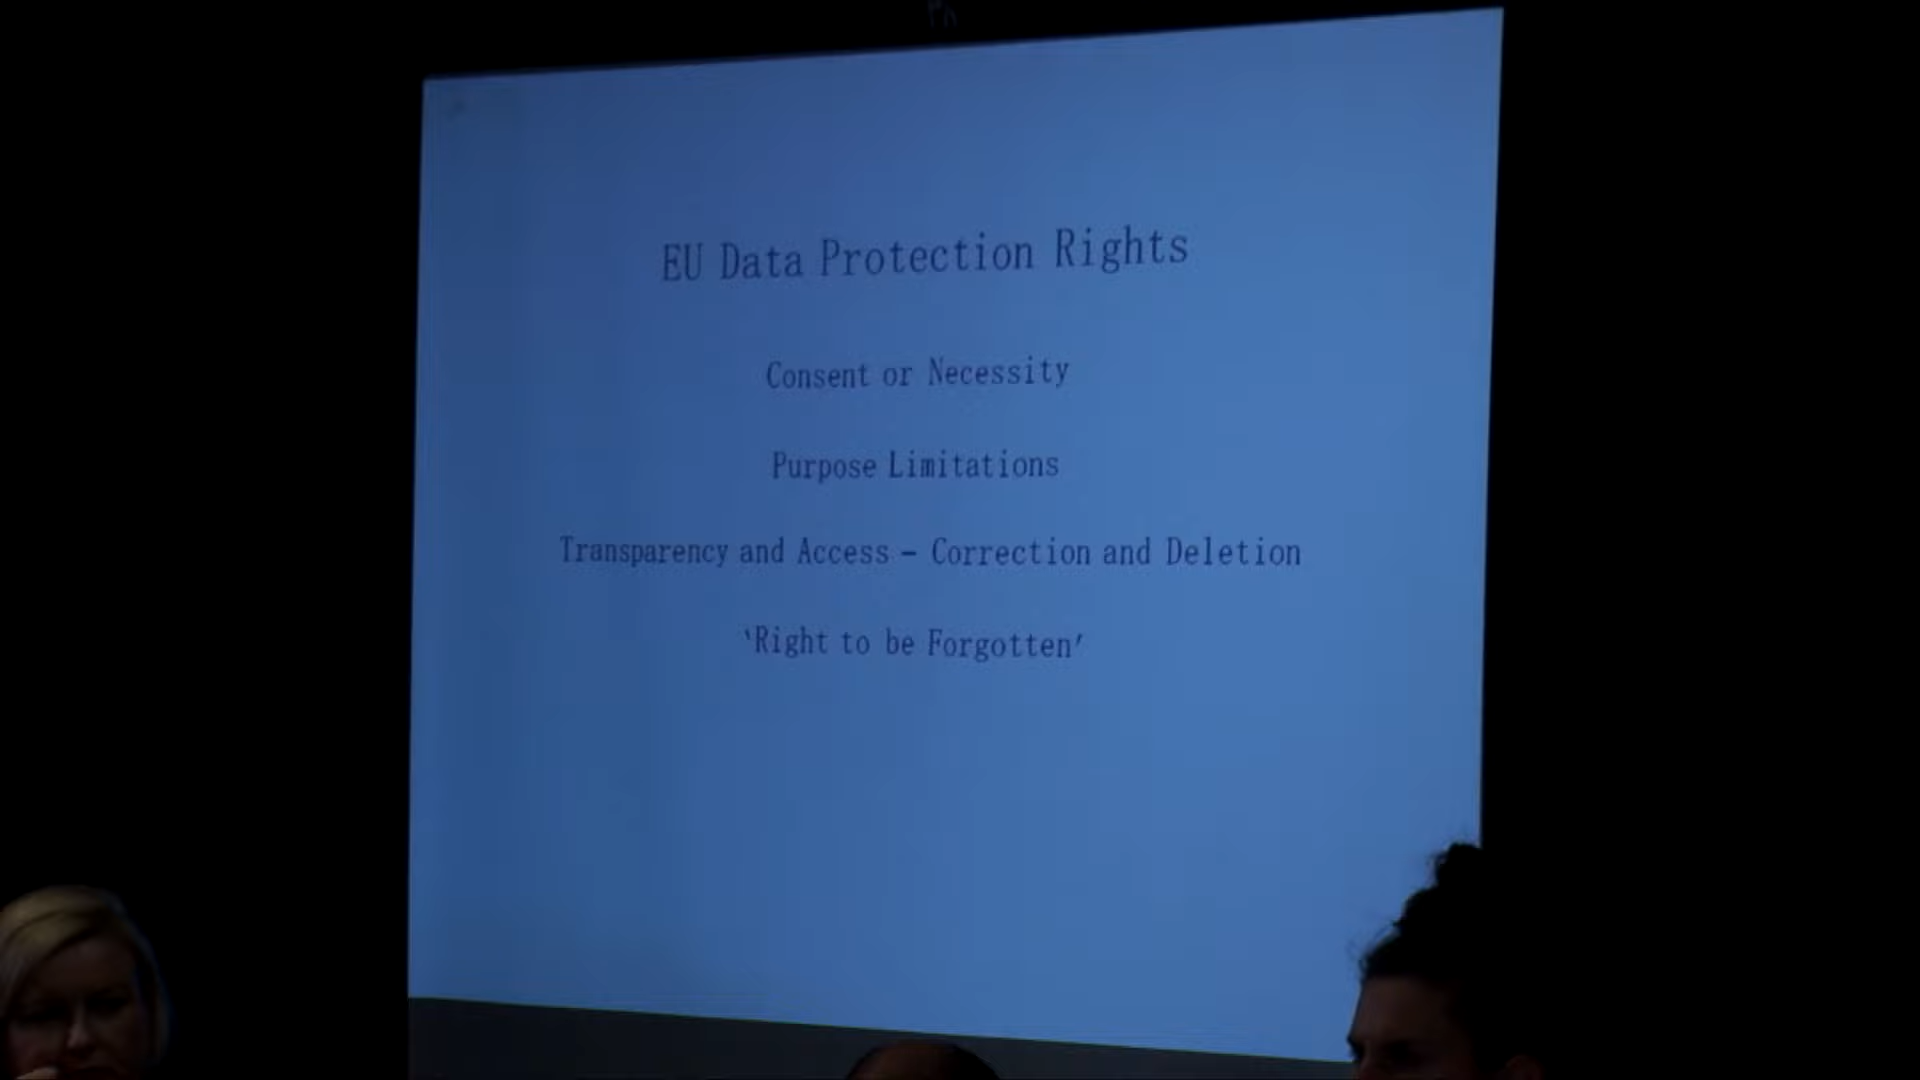 EU Data Protection Rights
Consent or Necessity
Purpose Limitations
Transparency and Access – Correction and Deletion
‘Right to be Forgotten’